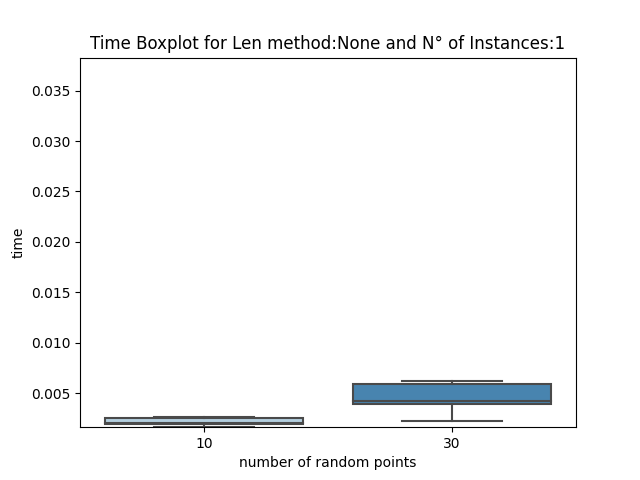 Time Boxplot for Len method:None and N° of Instances:1
0.035
0.030
0.025
0.020
0.015
0.010
0.005
time
10 30
number of random points